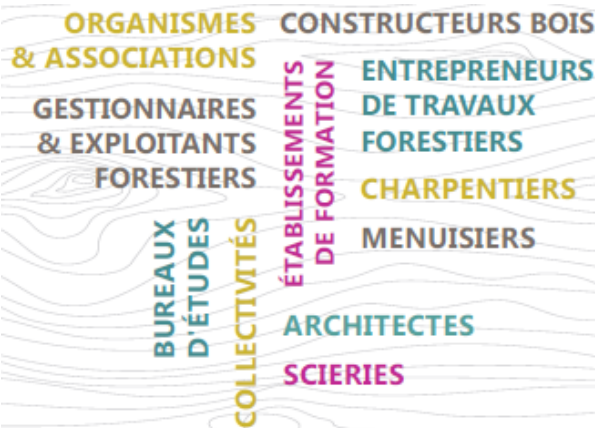 ORGANISMES
& ASSOCIATIONS
CONSTRUCTEURS BOIS
GESTIONNAIRES
& EXPLOITANTS
FORESTIERS
ÉTABLISSEMENTS
DE FORMATION
ENTREPRENEURS
DE TRAVAUX
FORESTIERS
CHARPENTIERS
MENUISIERS
BUREAUX
D'ÉTUDES
COLLECTIVITÉS
ARCHITECTES
SCIERIES